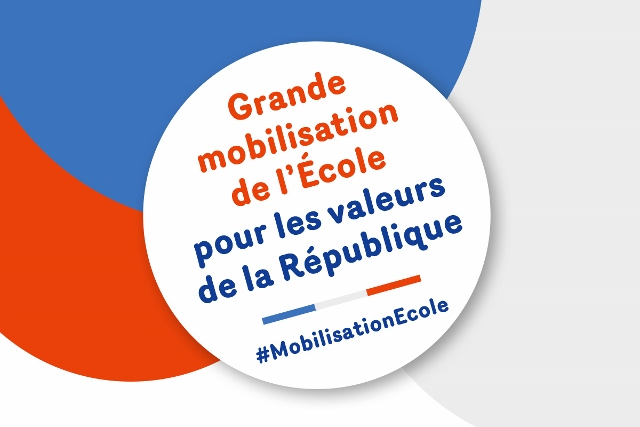 Grande
mobilisation
de l'École
pour les valeurs
de la République
#MobilisationEcole